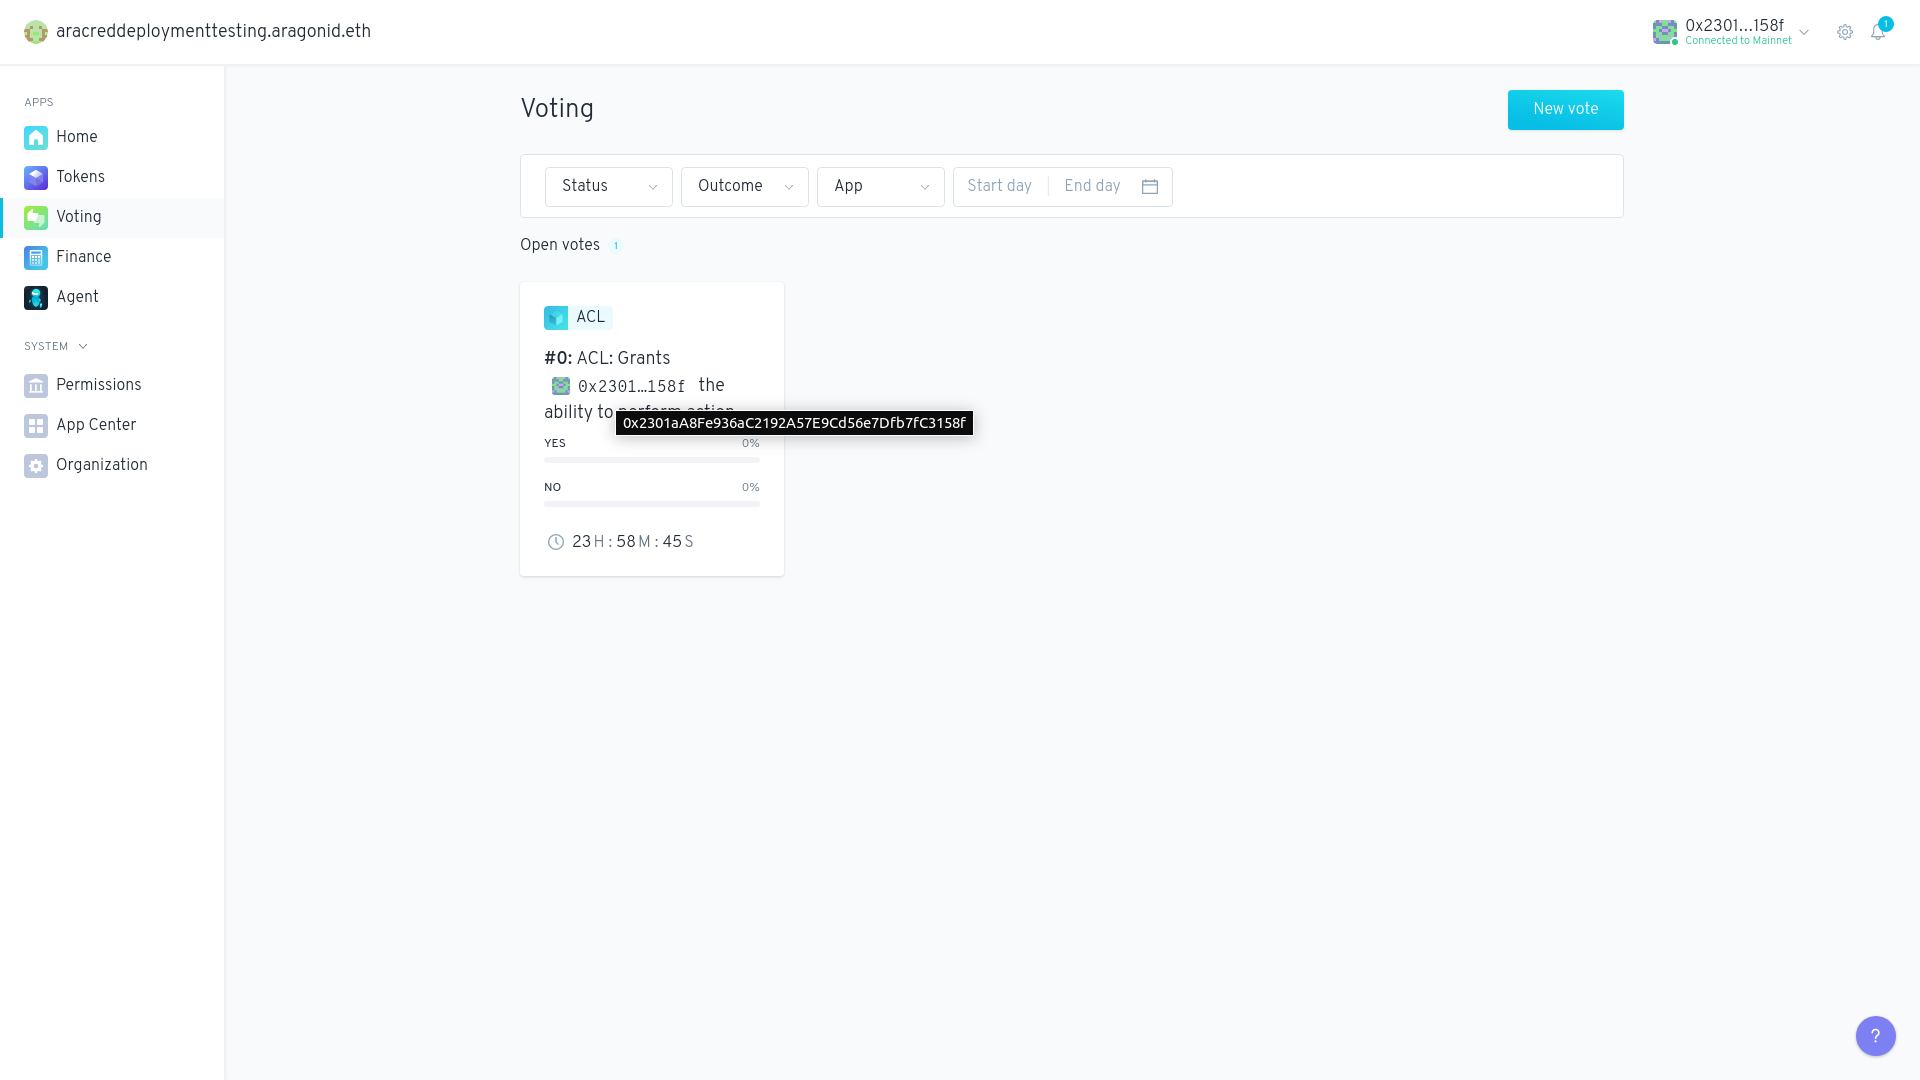 aracreddeploymenttesting.aragonid.eth
0x2301...158f
Connected to Mainnet
1
APPS
Home
Tokens
Voting
Finance
Agent
SYSTEM
Permissions
App Center
Organization
Voting
New vote
Status
Outcome
App
Start day
End day
Open votes 1
ACL
#0: ACL: Grants
0x2301…158f the
ability to perform action
0x2301aA8Fe936aC2192A57E9Cd56e7Dfb7fC3158f
YES 0%
NO 0%
23 H : 58 M : 45 S
?